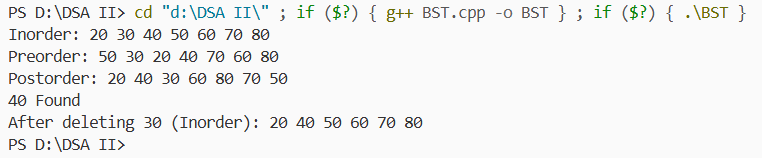 PS D:\DSA II> cd "d:\DSA II\" ; if ($?) { g++ BST.cpp -o BST } ; if ($?) { .\BST }
Inorder: 20 30 40 50 60 70 80
Preorder: 50 30 20 40 70 60 80
Postorder: 20 40 30 60 80 70 50
40 Found
After deleting 30 (Inorder): 20 40 50 60 70 80
PS D:\DSA II>